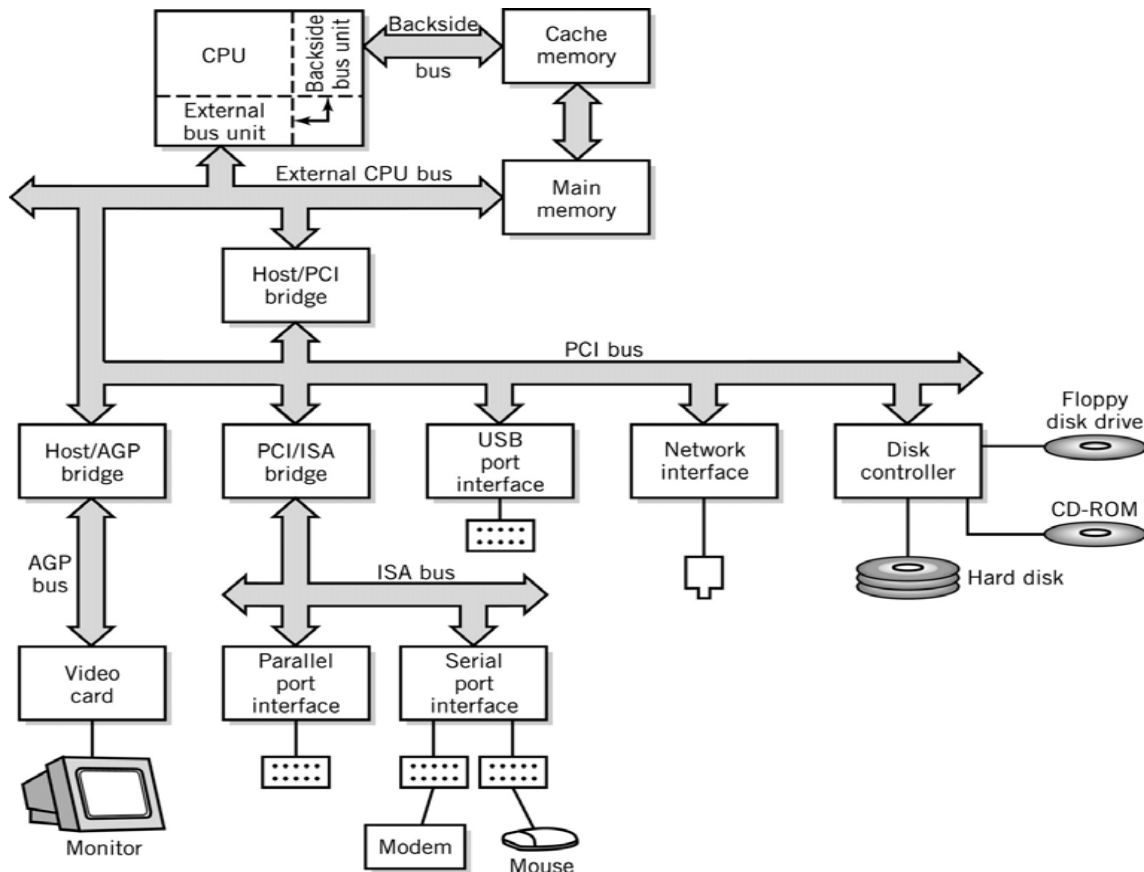 CPU
Backside
bus unit
External
bus unit
Backside
bus
Cache
memory
External CPU bus
Main
memory
Host/PCI
bridge
PCI bus
Host/AGP
bridge
PCI/ISA
bridge
USB
port
interface
Network
interface
Disk
controller
Floppy
disk drive
CD-ROM
Hard disk
AGP
bus
ISA bus
Video
card
Parallel
port
interface
Serial
port
interface
Monitor
Modem
Mouse